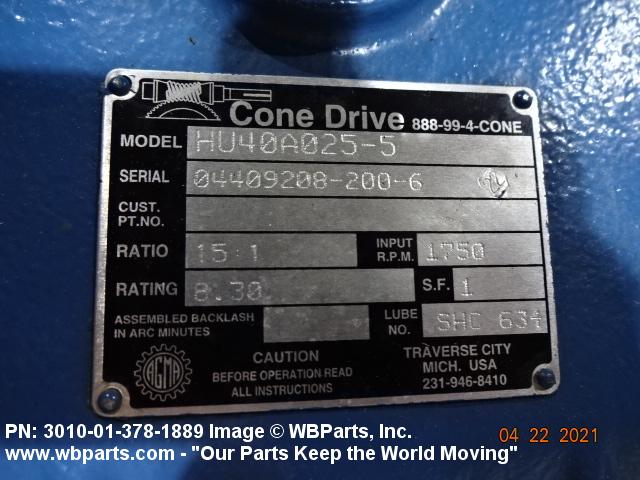 Cone Drive 888-99-4-CONE
MODEL HU40A025-5
SERIAL 04409208-200-6
CUST.
PT.NO.
RATIO 15:1 INPUT R.P.M. 1750
RATING 8.30 S.F. 1
ASSEMBLED BACKLASH
IN ARC MINUTES
LUBE NO. SHC 634
AGMA
CAUTION
BEFORE OPERATION READ
ALL INSTRUCTIONS
TRAVERSE CITY
MICH. USA
231-946-8410
PN: 3010-01-378-1889 Image © WBParts, Inc.
04 22 2021
www.wbparts.com - "Our Parts Keep the World Moving"